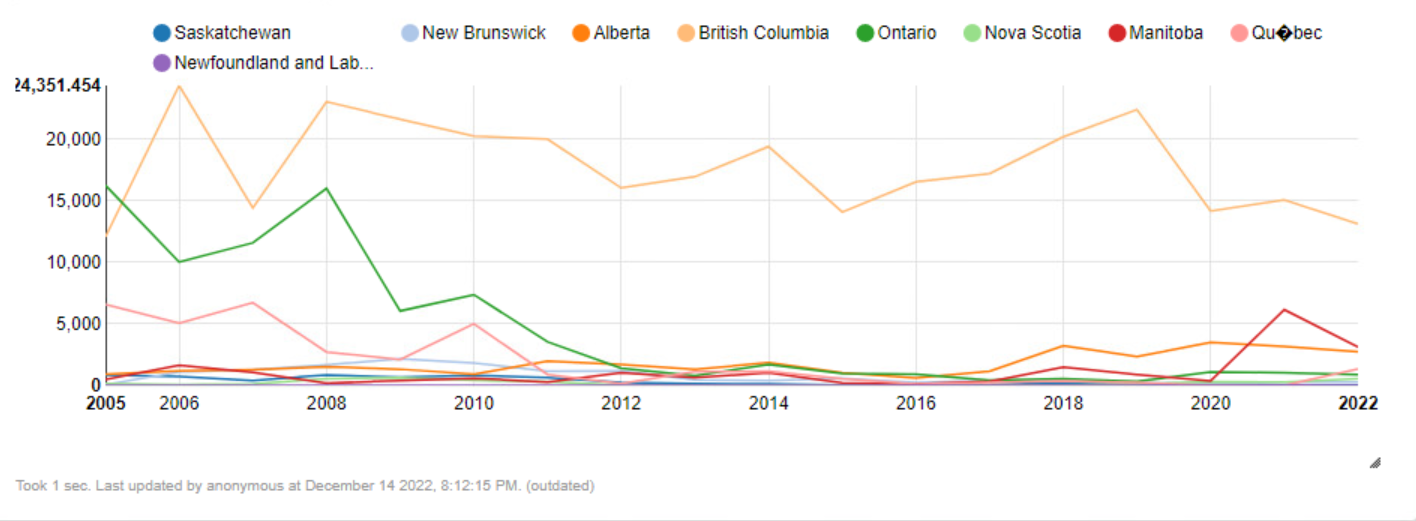 Saskatchewan New Brunswick Alberta British Columbia Ontario Nova Scotia Manitoba Qu�bec
Newfoundland and Lab...
24,351.454
20,000
15,000
10,000
5,000
0
2005 2006 2008 2010 2012 2014 2016 2018 2020 2022
Took 1 sec. Last updated by anonymous at December 14 2022, 8:12:15 PM. (outdated)